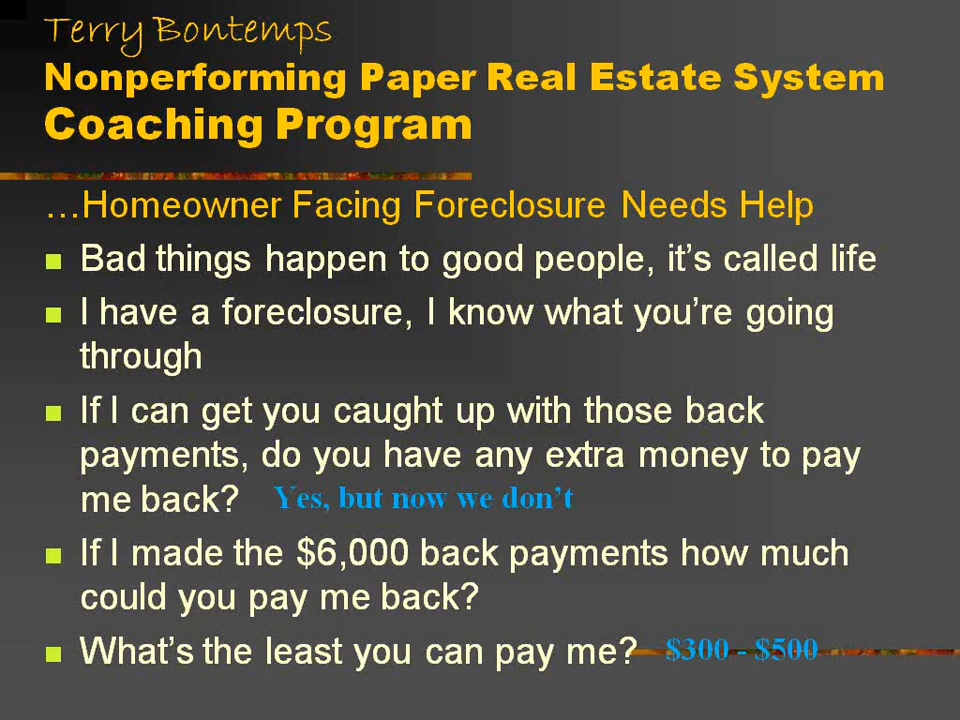 Terry Bontemps
Nonperforming Paper Real Estate System
Coaching Program
...Homeowner Facing Foreclosure Needs Help
Bad things happen to good people, it's called life
I have a foreclosure, I know what you're going
through
If I can get you caught up with those back
payments, do you have any extra money to pay
me back? Yes, but now we don't
If I made the $6,000 back payments how much
could you pay me back?
What's the least you can pay me? $300 - $500